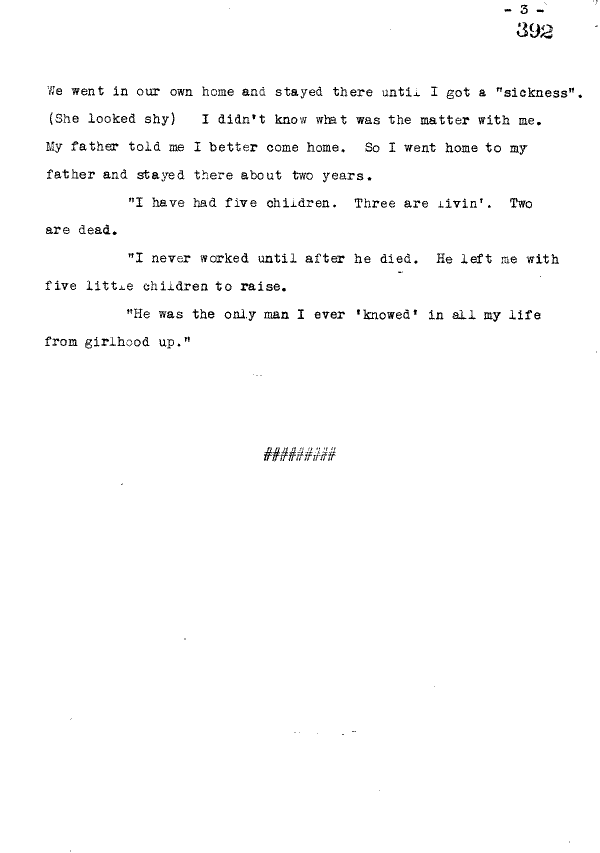 - 3 -
392
We went in our own home and stayed there until I got a "sickness".
(She looked shy) I didn't know what was the matter with me.
My father told me I better come home. So I went home to my
father and stayed there about two years.
"I have had five children. Three are livin'. Two
are dead.
"I never worked until after he died. He left me with
five little children to raise.
"He was the only man I ever 'knowed' in all my life
from girlhood up."
#########